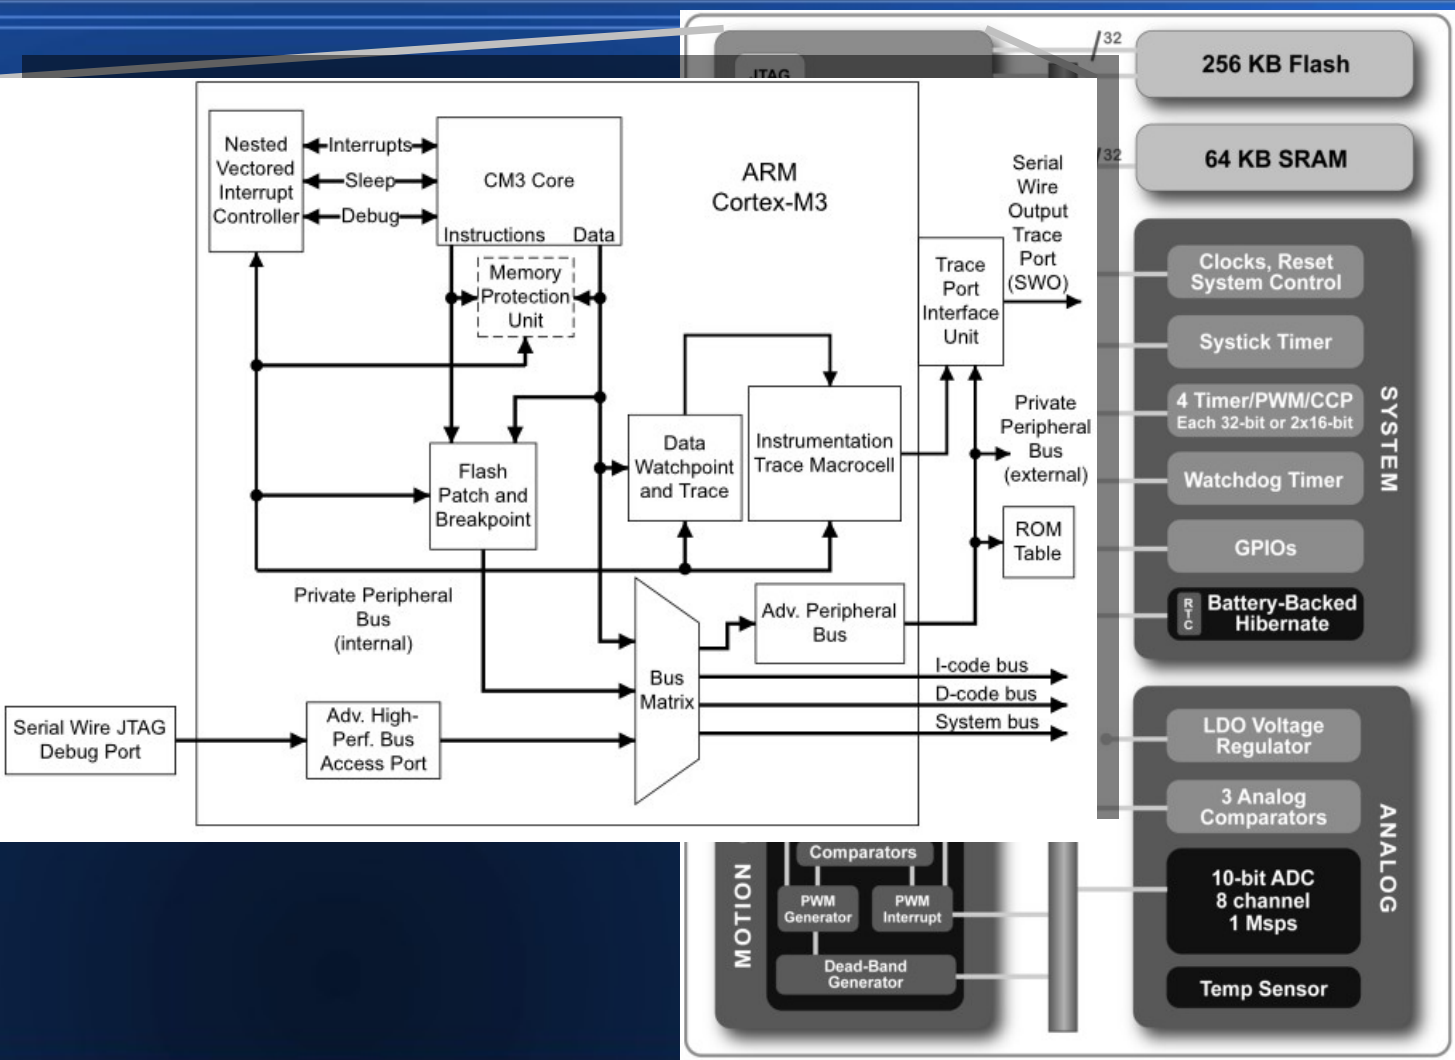 JTAG
/32
256 KB Flash
/32
64 KB SRAM
Nested
Vectored
Interrupt
Controller
Interrupts
Sleep
Debug
CM3 Core
Instructions
Data
ARM
Cortex-M3
Memory
Protection
Unit
Serial
Wire
Output
Trace
Port
(SWO)
Trace
Port
Interface
Unit
Flash
Patch and
Breakpoint
Data
Watchpoint
and Trace
Instrumentation
Trace Macrocell
Private
Peripheral
Bus
(external)
ROM
Table
Private Peripheral
Bus
(internal)
Adv. Peripheral
Bus
Bus
Matrix
I-code bus
D-code bus
System bus
Serial Wire JTAG
Debug Port
Adv. High-
Perf. Bus
Access Port
Clocks, Reset
System Control
Systick Timer
4 Timer/PWM/CCP
Each 32-bit or 2x16-bit
Watchdog Timer
GPIOs
RTC
Battery-Backed
Hibernate
SYSTEM
LDO Voltage
Regulator
3 Analog
Comparators
10-bit ADC
8 channel
1 Msps
Temp Sensor
ANALOG
MOTION
Comparators
PWM
Generator
PWM
Interrupt
Dead-Band
Generator